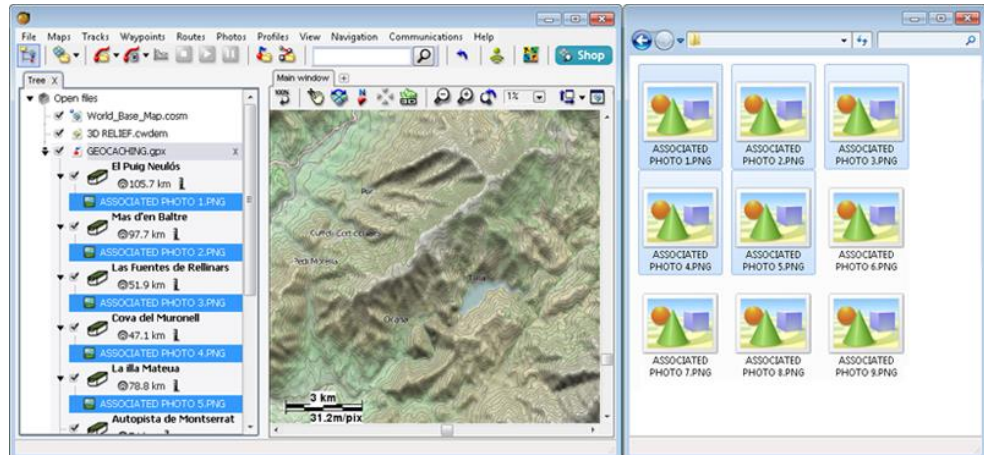 File Maps Tracks Waypoints Routes Photos Profiles View Navigation Communications Help
Shop
Tree X
Main window
100%
1%
Open files
World_Base_Map.cosm
3D RELIEF.cwdem
GEOCACHING.gpx x
El Puig Neulós
105.7 km
ASSOCIATED PHOTO 1.PNG
Mas d'en Baltre
97.7 km
ASSOCIATED PHOTO 2.PNG
Las Fuentes de Rellinars
51.9 km
ASSOCIATED PHOTO 3.PNG
Cova del Muronell
47.1 km
ASSOCIATED PHOTO 4.PNG
La illa Mateua
78.8 km
ASSOCIATED PHOTO 5.PNG
Autopista de Montserrat
3 km
31.2m/pix
ASSOCIATED
PHOTO 1.PNG
ASSOCIATED
PHOTO 2.PNG
ASSOCIATED
PHOTO 3.PNG
ASSOCIATED
PHOTO 4.PNG
ASSOCIATED
PHOTO 5.PNG
ASSOCIATED
PHOTO 6.PNG
ASSOCIATED
PHOTO 7.PNG
ASSOCIATED
PHOTO 8.PNG
ASSOCIATED
PHOTO 9.PNG